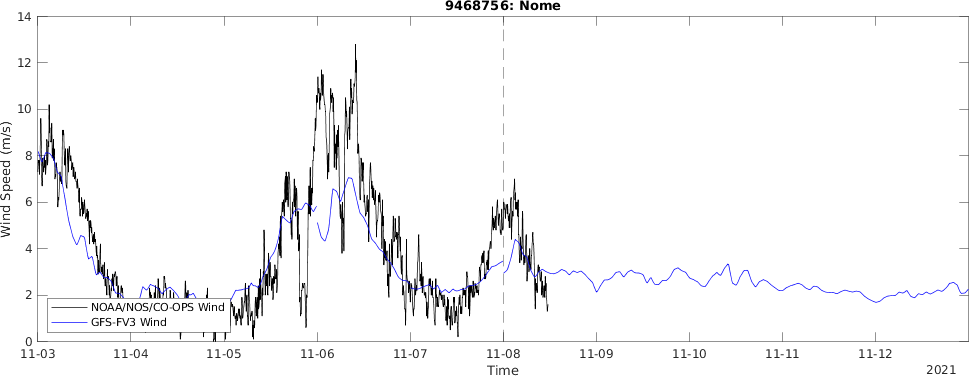 9468756: Nome
14
12
10
8
6
4
2
0
Wind Speed (m/s)
NOAA/NOS/CO-OPS Wind
GFS-FV3 Wind
11-03 11-04 11-05 11-06 11-07 11-08 11-09 11-10 11-11 11-12
Time
2021